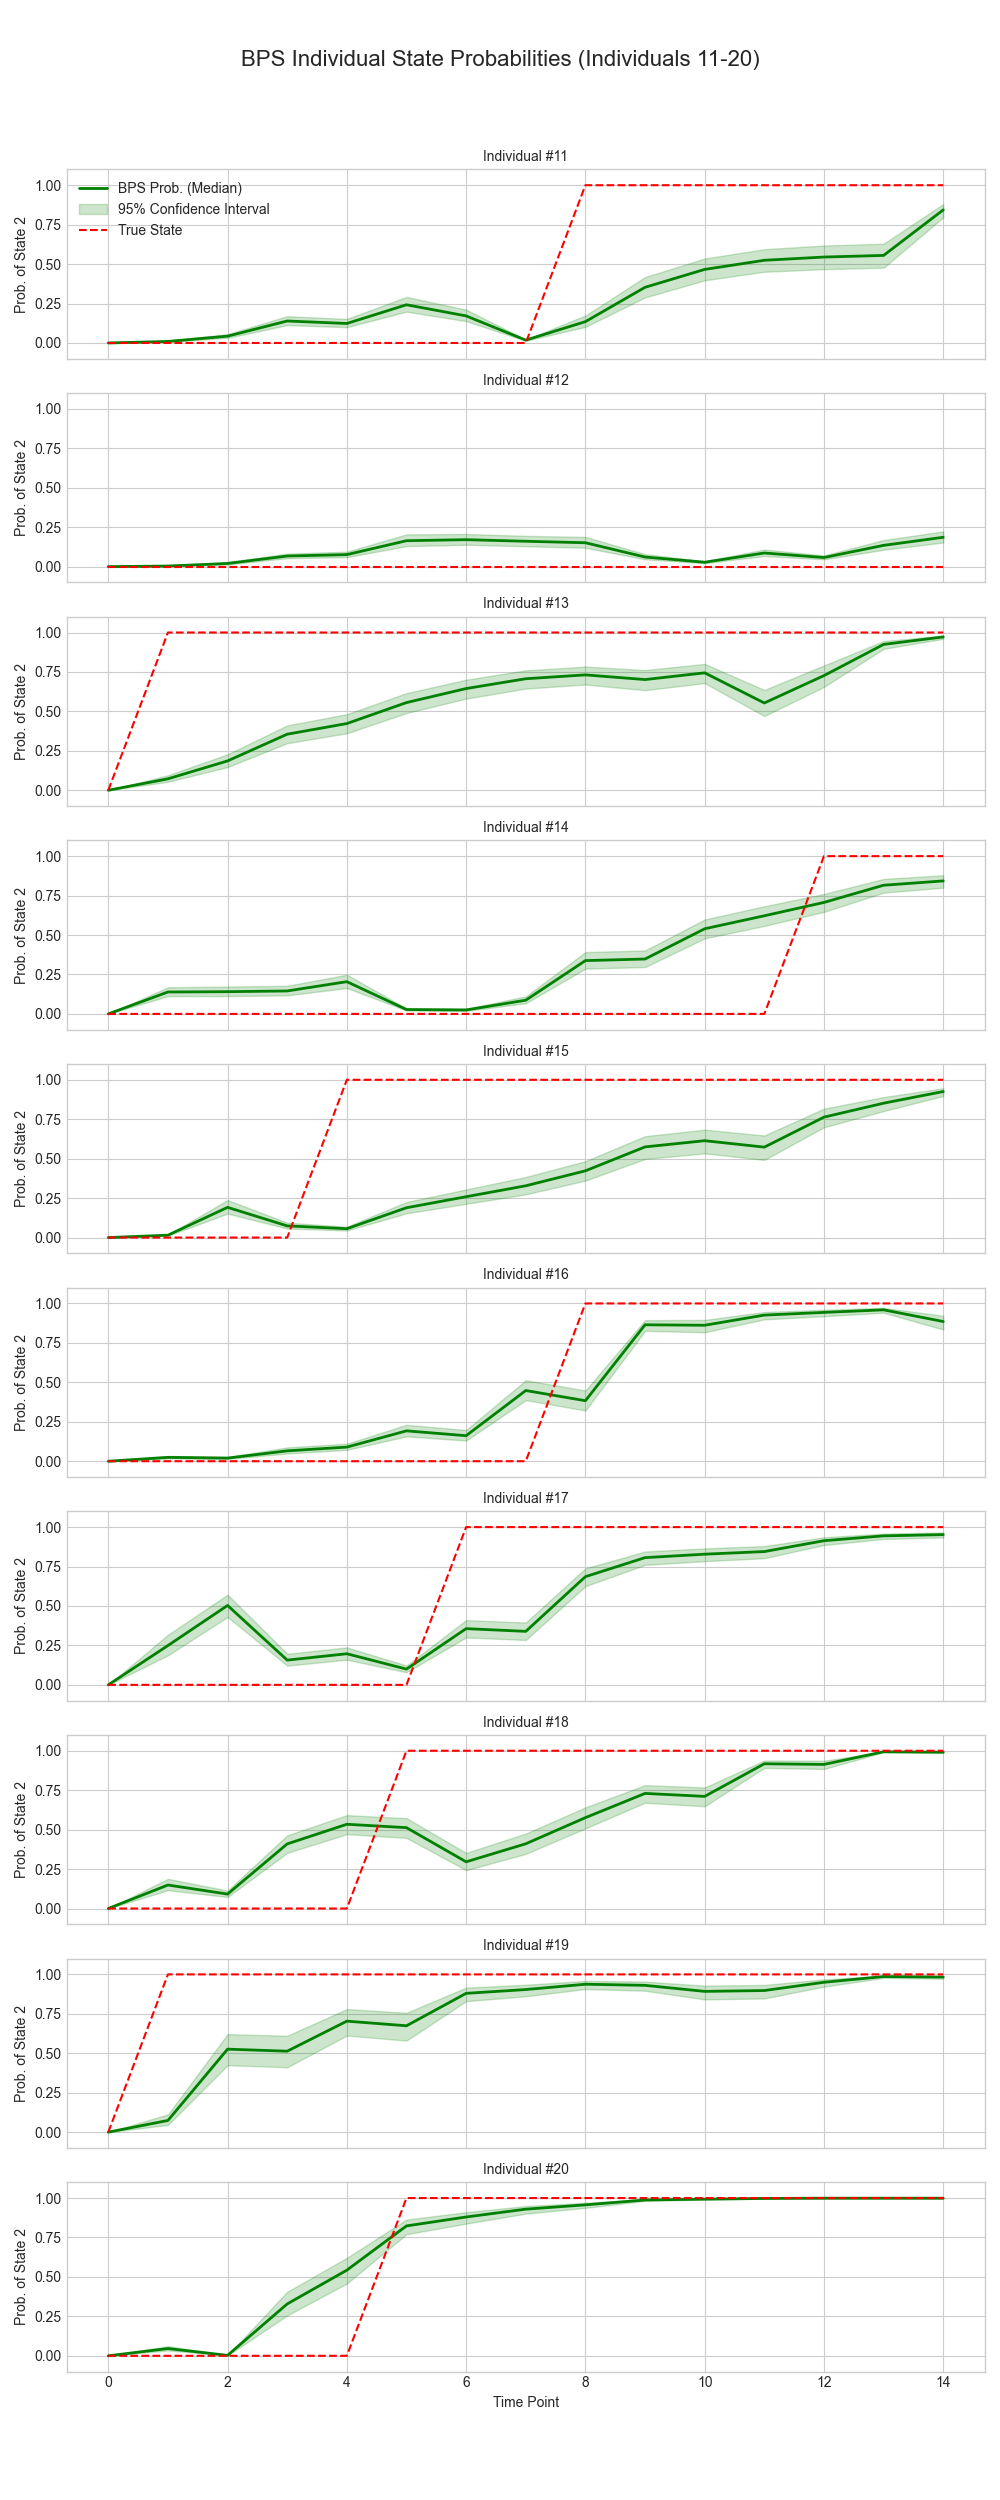 BPS Individual State Probabilities (Individuals 11-20)
Individual #11
1.00
0.75
0.50
0.25
0.00
Prob. of State 2
BPS Prob. (Median)
95% Confidence Interval
True State
Individual #12
1.00
0.75
0.50
0.25
0.00
Prob. of State 2
Individual #13
1.00
0.75
0.50
0.25
0.00
Prob. of State 2
Individual #14
1.00
0.75
0.50
0.25
0.00
Prob. of State 2
Individual #15
1.00
0.75
0.50
0.25
0.00
Prob. of State 2
Individual #16
1.00
0.75
0.50
0.25
0.00
Prob. of State 2
Individual #17
1.00
0.75
0.50
0.25
0.00
Prob. of State 2
Individual #18
1.00
0.75
0.50
0.25
0.00
Prob. of State 2
Individual #19
1.00
0.75
0.50
0.25
0.00
Prob. of State 2
Individual #20
1.00
0.75
0.50
0.25
0.00
Prob. of State 2
0 2 4 6 8 10 12 14
Time Point